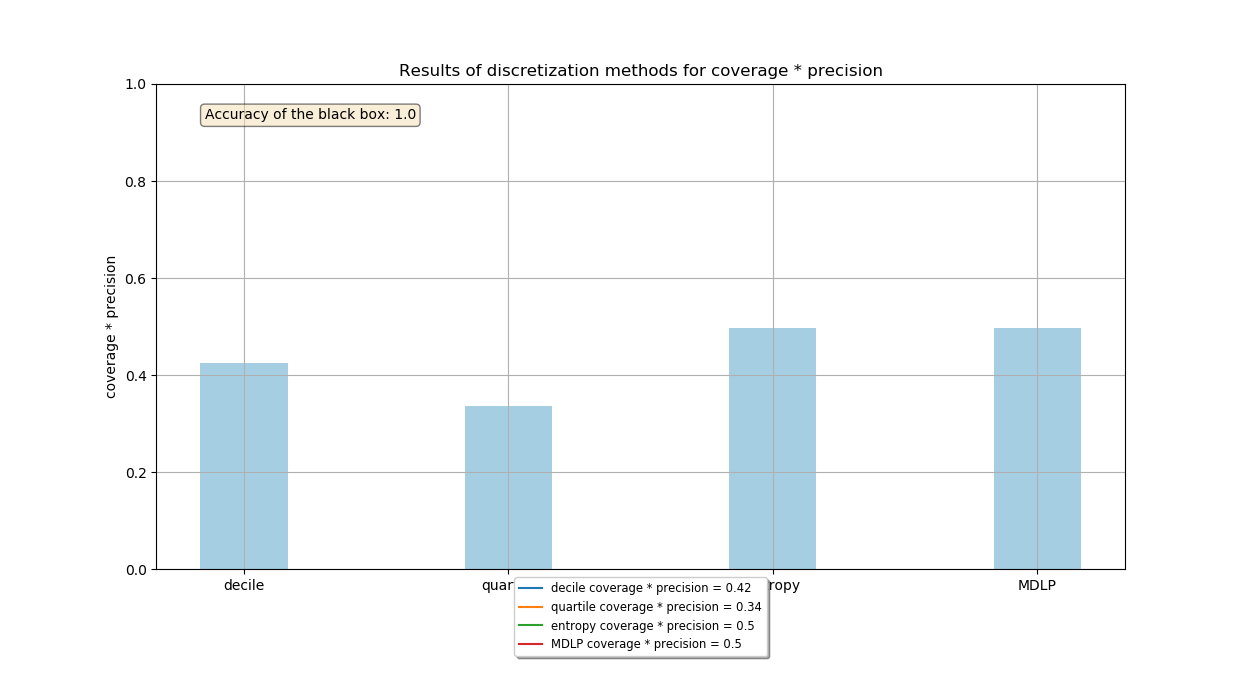 Results of discretization methods for coverage * precision
Accuracy of the black box: 1.0
coverage * precision
1.0
0.8
0.6
0.4
0.2
0.0
decile quar ropy MDLP
decile coverage * precision = 0.42
quartile coverage * precision = 0.34
entropy coverage * precision = 0.5
MDLP coverage * precision = 0.5